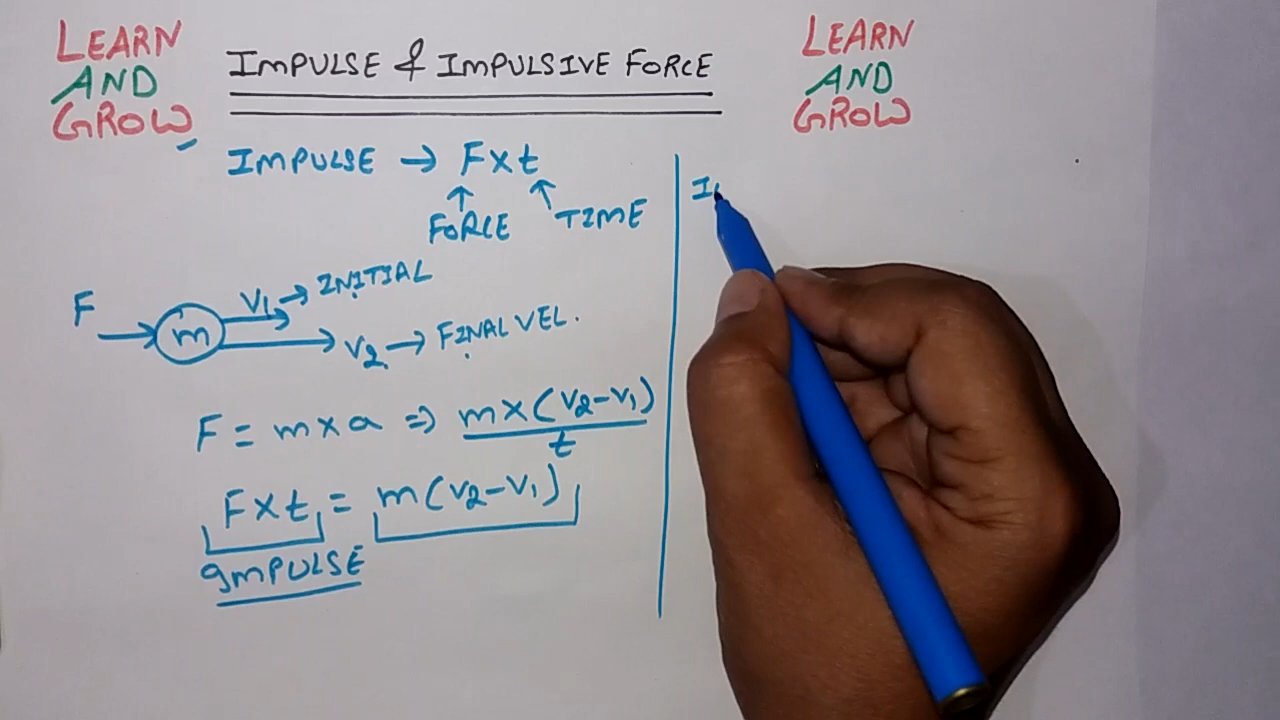 LEARN
AND
GROW
IMPULSE & IMPULSIVE FORCE
LEARN
AND
GROW
IMPULSE → F×t
FORCE
TIME
F
m
V1 → INITIAL
V2 → FINAL VEL.
F = m×a ⇒ m×(V2-V1)
t
F×t = m(V2-V1)
IMPULSE